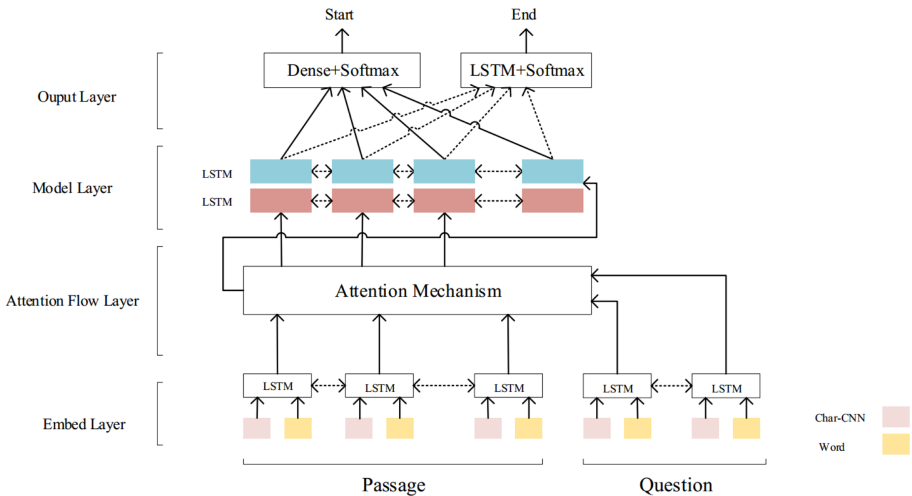 Start
End
Dense+Softmax
LSTM+Softmax
Ouput Layer
LSTM
Model Layer
LSTM
Attention Flow Layer
Attention Mechanism
LSTM
LSTM
LSTM
LSTM
LSTM
Embed Layer
Char-CNN
Word
Passage
Question